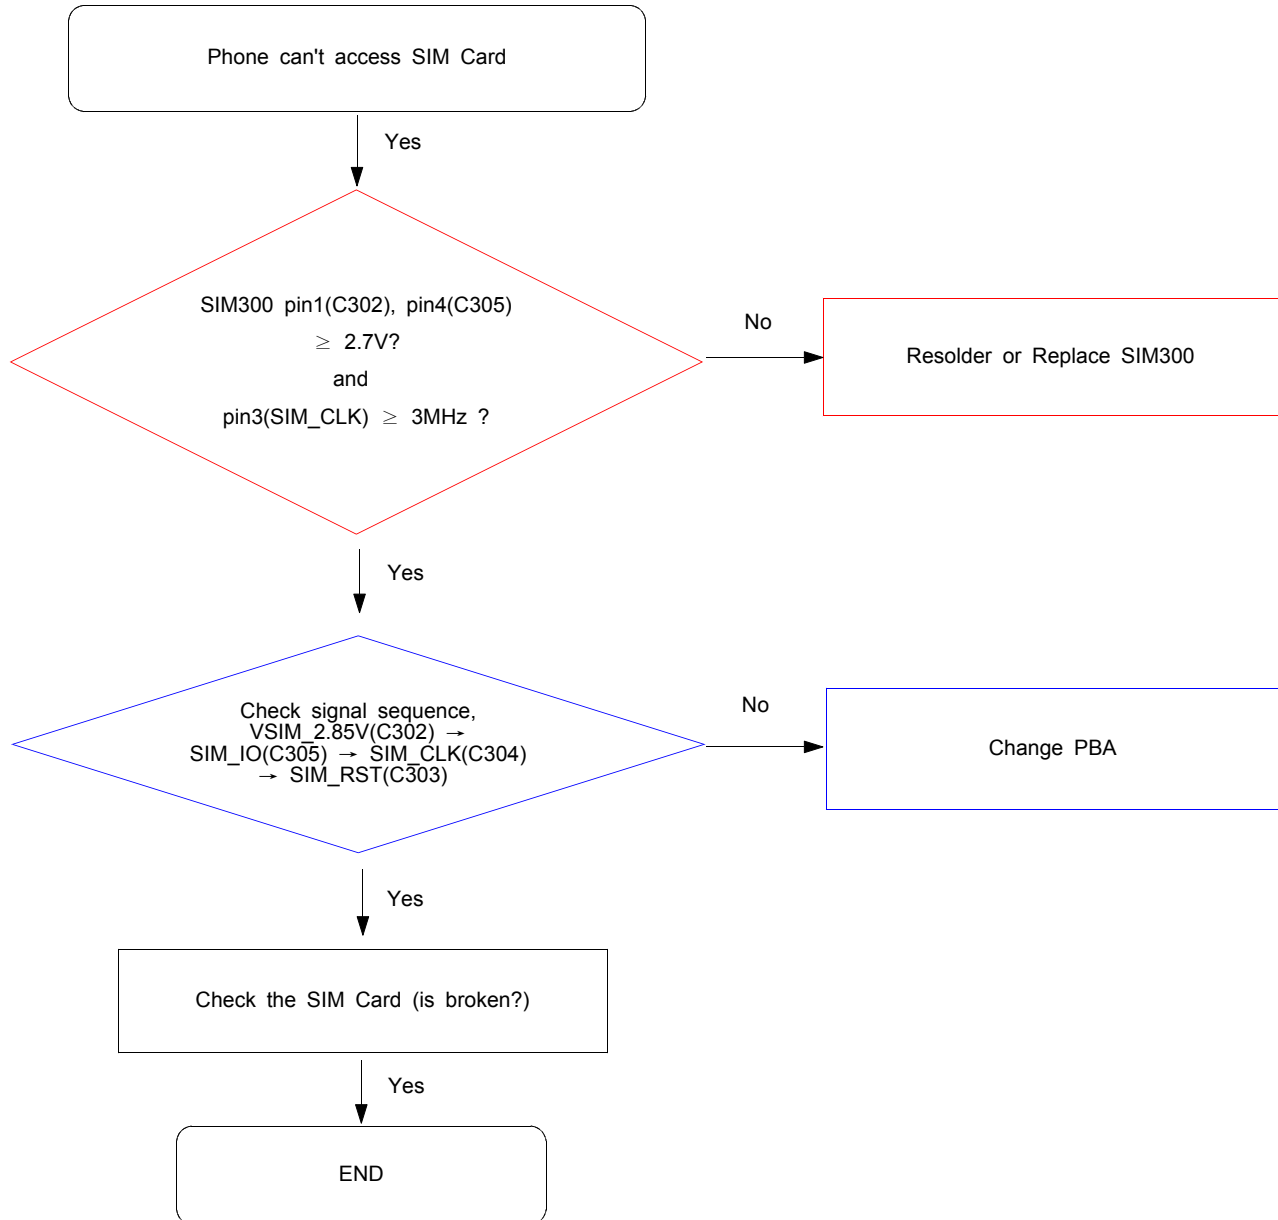 Phone can't access SIM Card
Yes
SIM300 pin1(C302), pin4(C305)
≥ 2.7V?
and
pin3(SIM_CLK) ≥ 3MHz ?
No
Resolder or Replace SIM300
Yes
Check signal sequence,
VSIM_2.85V(C302) →
SIM_IO(C305) → SIM_CLK(C304)
→ SIM_RST(C303)
No
Change PBA
Yes
Check the SIM Card (is broken?)
Yes
END